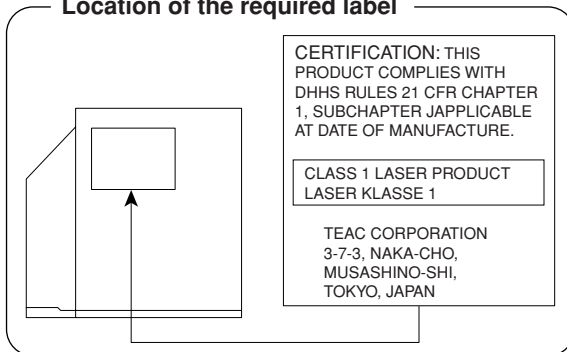 Location of the required label
CERTIFICATION: THIS
PRODUCT COMPLIES WITH
DHHS RULES 21 CFR CHAPTER
1, SUBCHAPTER JAPPLICABLE
AT DATE OF MANUFACTURE.
CLASS 1 LASER PRODUCT
LASER KLASSE 1
TEAC CORPORATION
3-7-3, NAKA-CHO,
MUSASHINO-SHI,
TOKYO, JAPAN